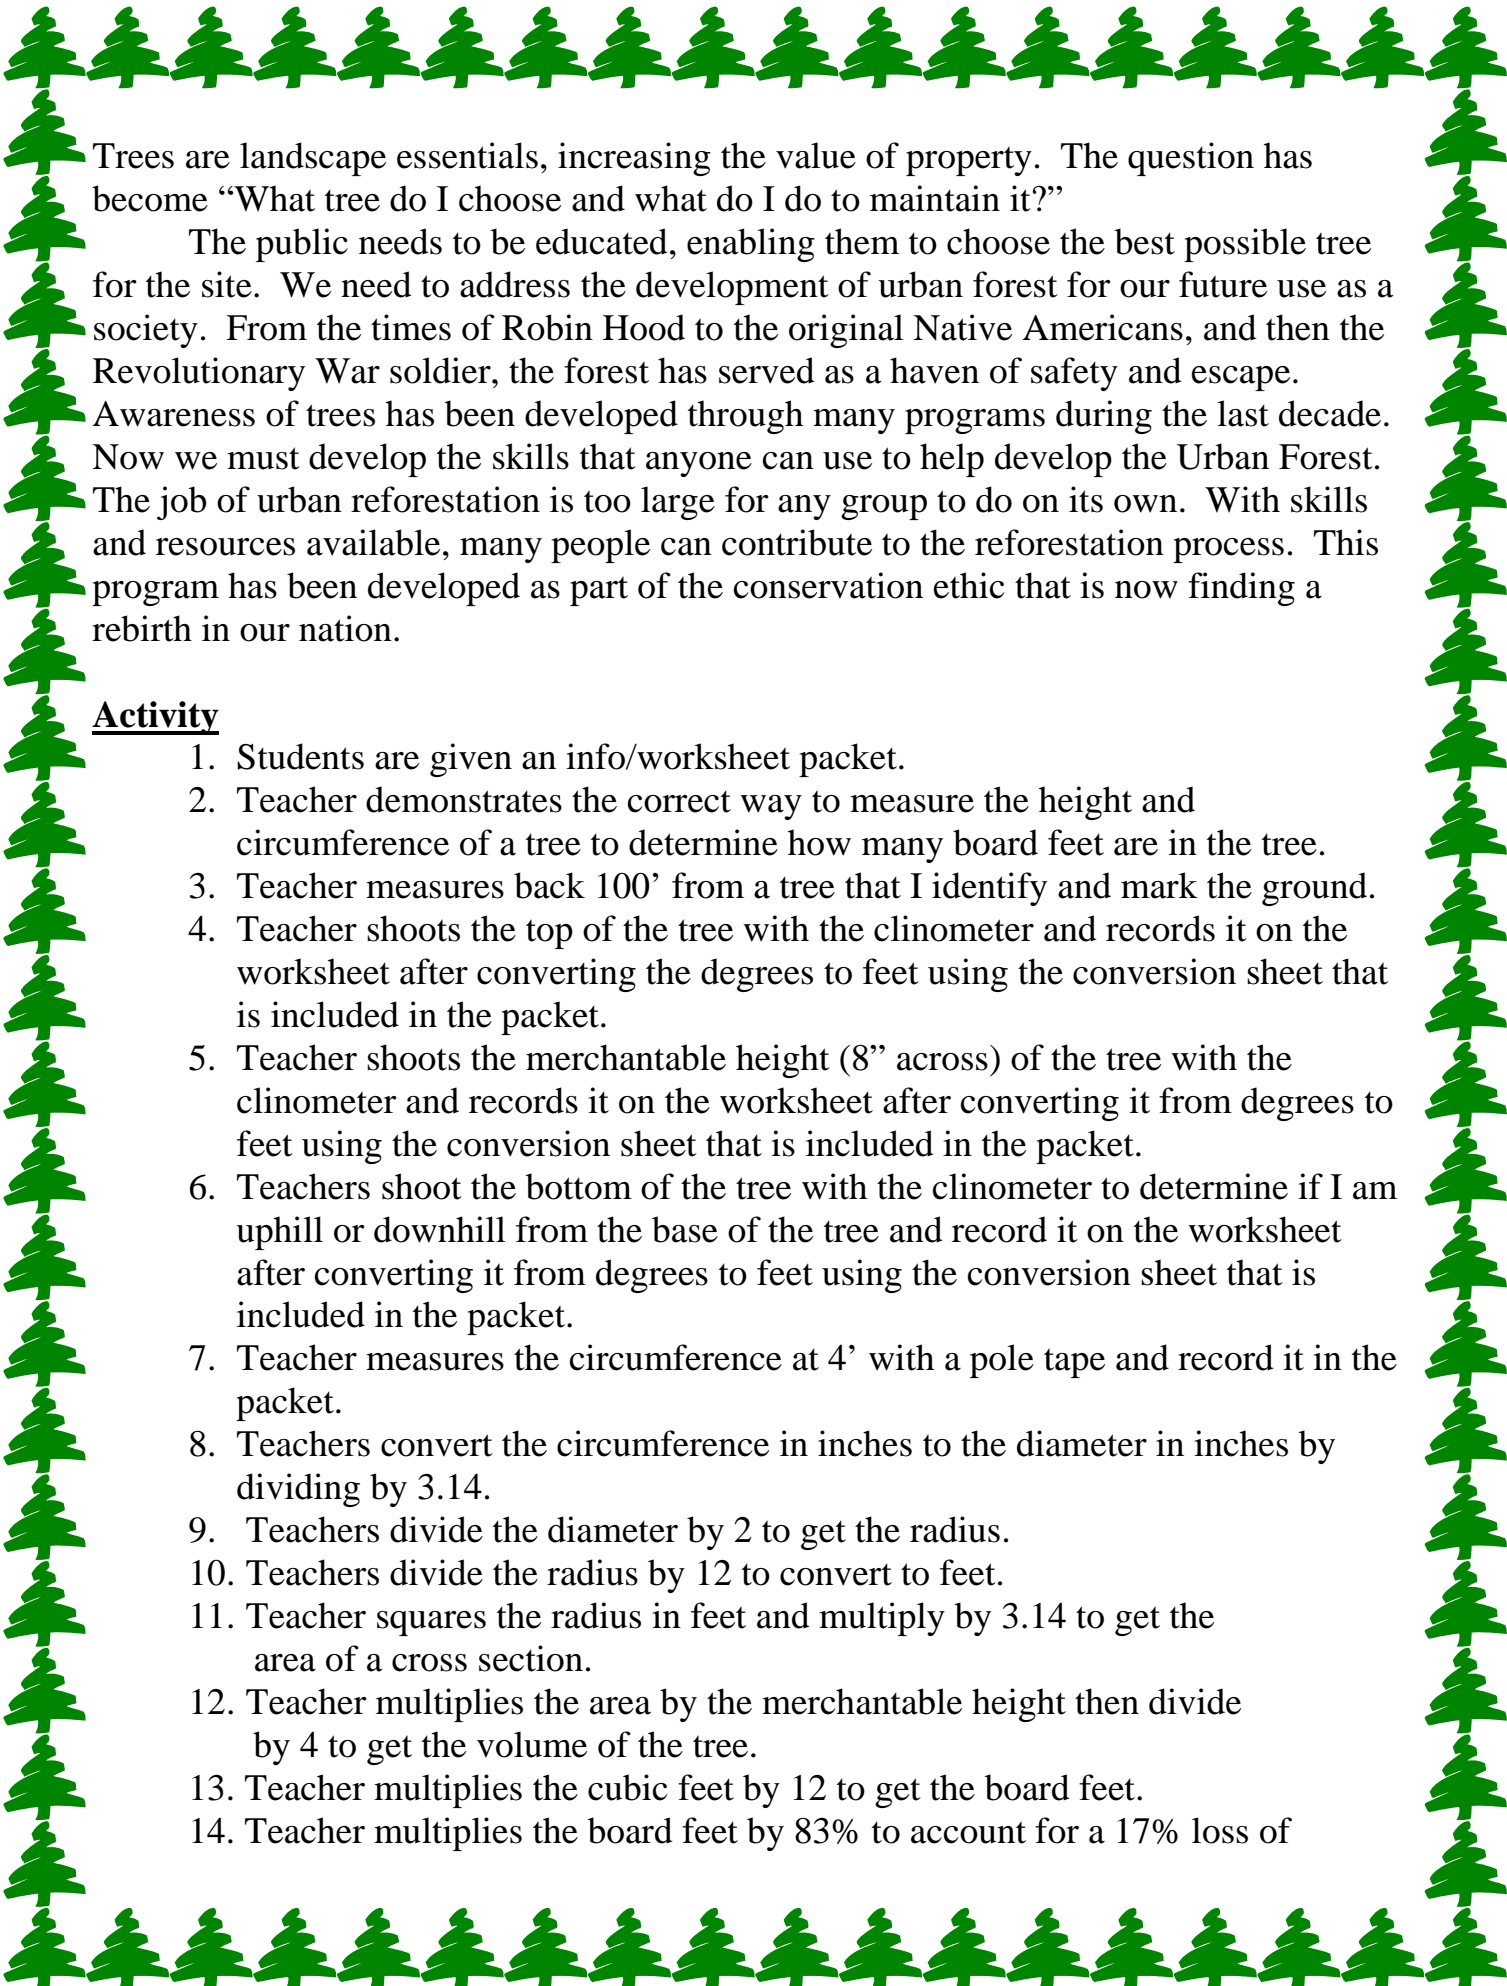 Trees are landscape essentials, increasing the value of property.  The question has
become “What tree do I choose and what do I do to maintain it?”
The public needs to be educated, enabling them to choose the best possible tree
for the site.  We need to address the development of urban forest for our future use as a
society.  From the times of Robin Hood to the original Native Americans, and then the
Revolutionary War soldier, the forest has served as a haven of safety and escape.
Awareness of trees has been developed through many programs during the last decade.
Now we must develop the skills that anyone can use to help develop the Urban Forest.
The job of urban reforestation is too large for any group to do on its own.  With skills
and resources available, many people can contribute to the reforestation process.  This
program has been developed as part of the conservation ethic that is now finding a
rebirth in our nation.
Activity
1. Students are given an info/worksheet packet.
2. Teacher demonstrates the correct way to measure the height and
circumference of a tree to determine how many board feet are in the tree.
3. Teacher measures back 100’ from a tree that I identify and mark the ground.
4. Teacher shoots the top of the tree with the clinometer and records it on the
worksheet after converting the degrees to feet using the conversion sheet that
is included in the packet.
5. Teacher shoots the merchantable height (8” across) of the tree with the
clinometer and records it on the worksheet after converting it from degrees to
feet using the conversion sheet that is included in the packet.
6. Teachers shoot the bottom of the tree with the clinometer to determine if I am
uphill or downhill from the base of the tree and record it on the worksheet
after converting it from degrees to feet using the conversion sheet that is
included in the packet.
7. Teacher measures the circumference at 4’ with a pole tape and record it in the
packet.
8. Teachers convert the circumference in inches to the diameter in inches by
dividing by 3.14.
9. Teachers divide the diameter by 2 to get the radius.
10. Teachers divide the radius by 12 to convert to feet.
11. Teacher squares the radius in feet and multiply by 3.14 to get the
area of a cross section.
12. Teacher multiplies the area by the merchantable height then divide
by 4 to get the volume of the tree.
13. Teacher multiplies the cubic feet by 12 to get the board feet.
14. Teacher multiplies the board feet by 83% to account for a 17% loss of